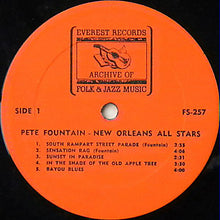 EVEREST RECORDS
ARCHIVE OF
FOLK & JAZZ MUSIC
SIDE 1
FS-257
PETE FOUNTAIN - NEW ORLEANS ALL STARS
1. SOUTH RAMPART STREET PARADE (Fountain) 3:55
2. SENSATION RAG (Fountain) 4:06
3. SUNSET IN PARADISE 2:31
4. IN THE SHADE OF THE OLD APPLE TREE 2:39
5. BAYOU BLUES 6:05